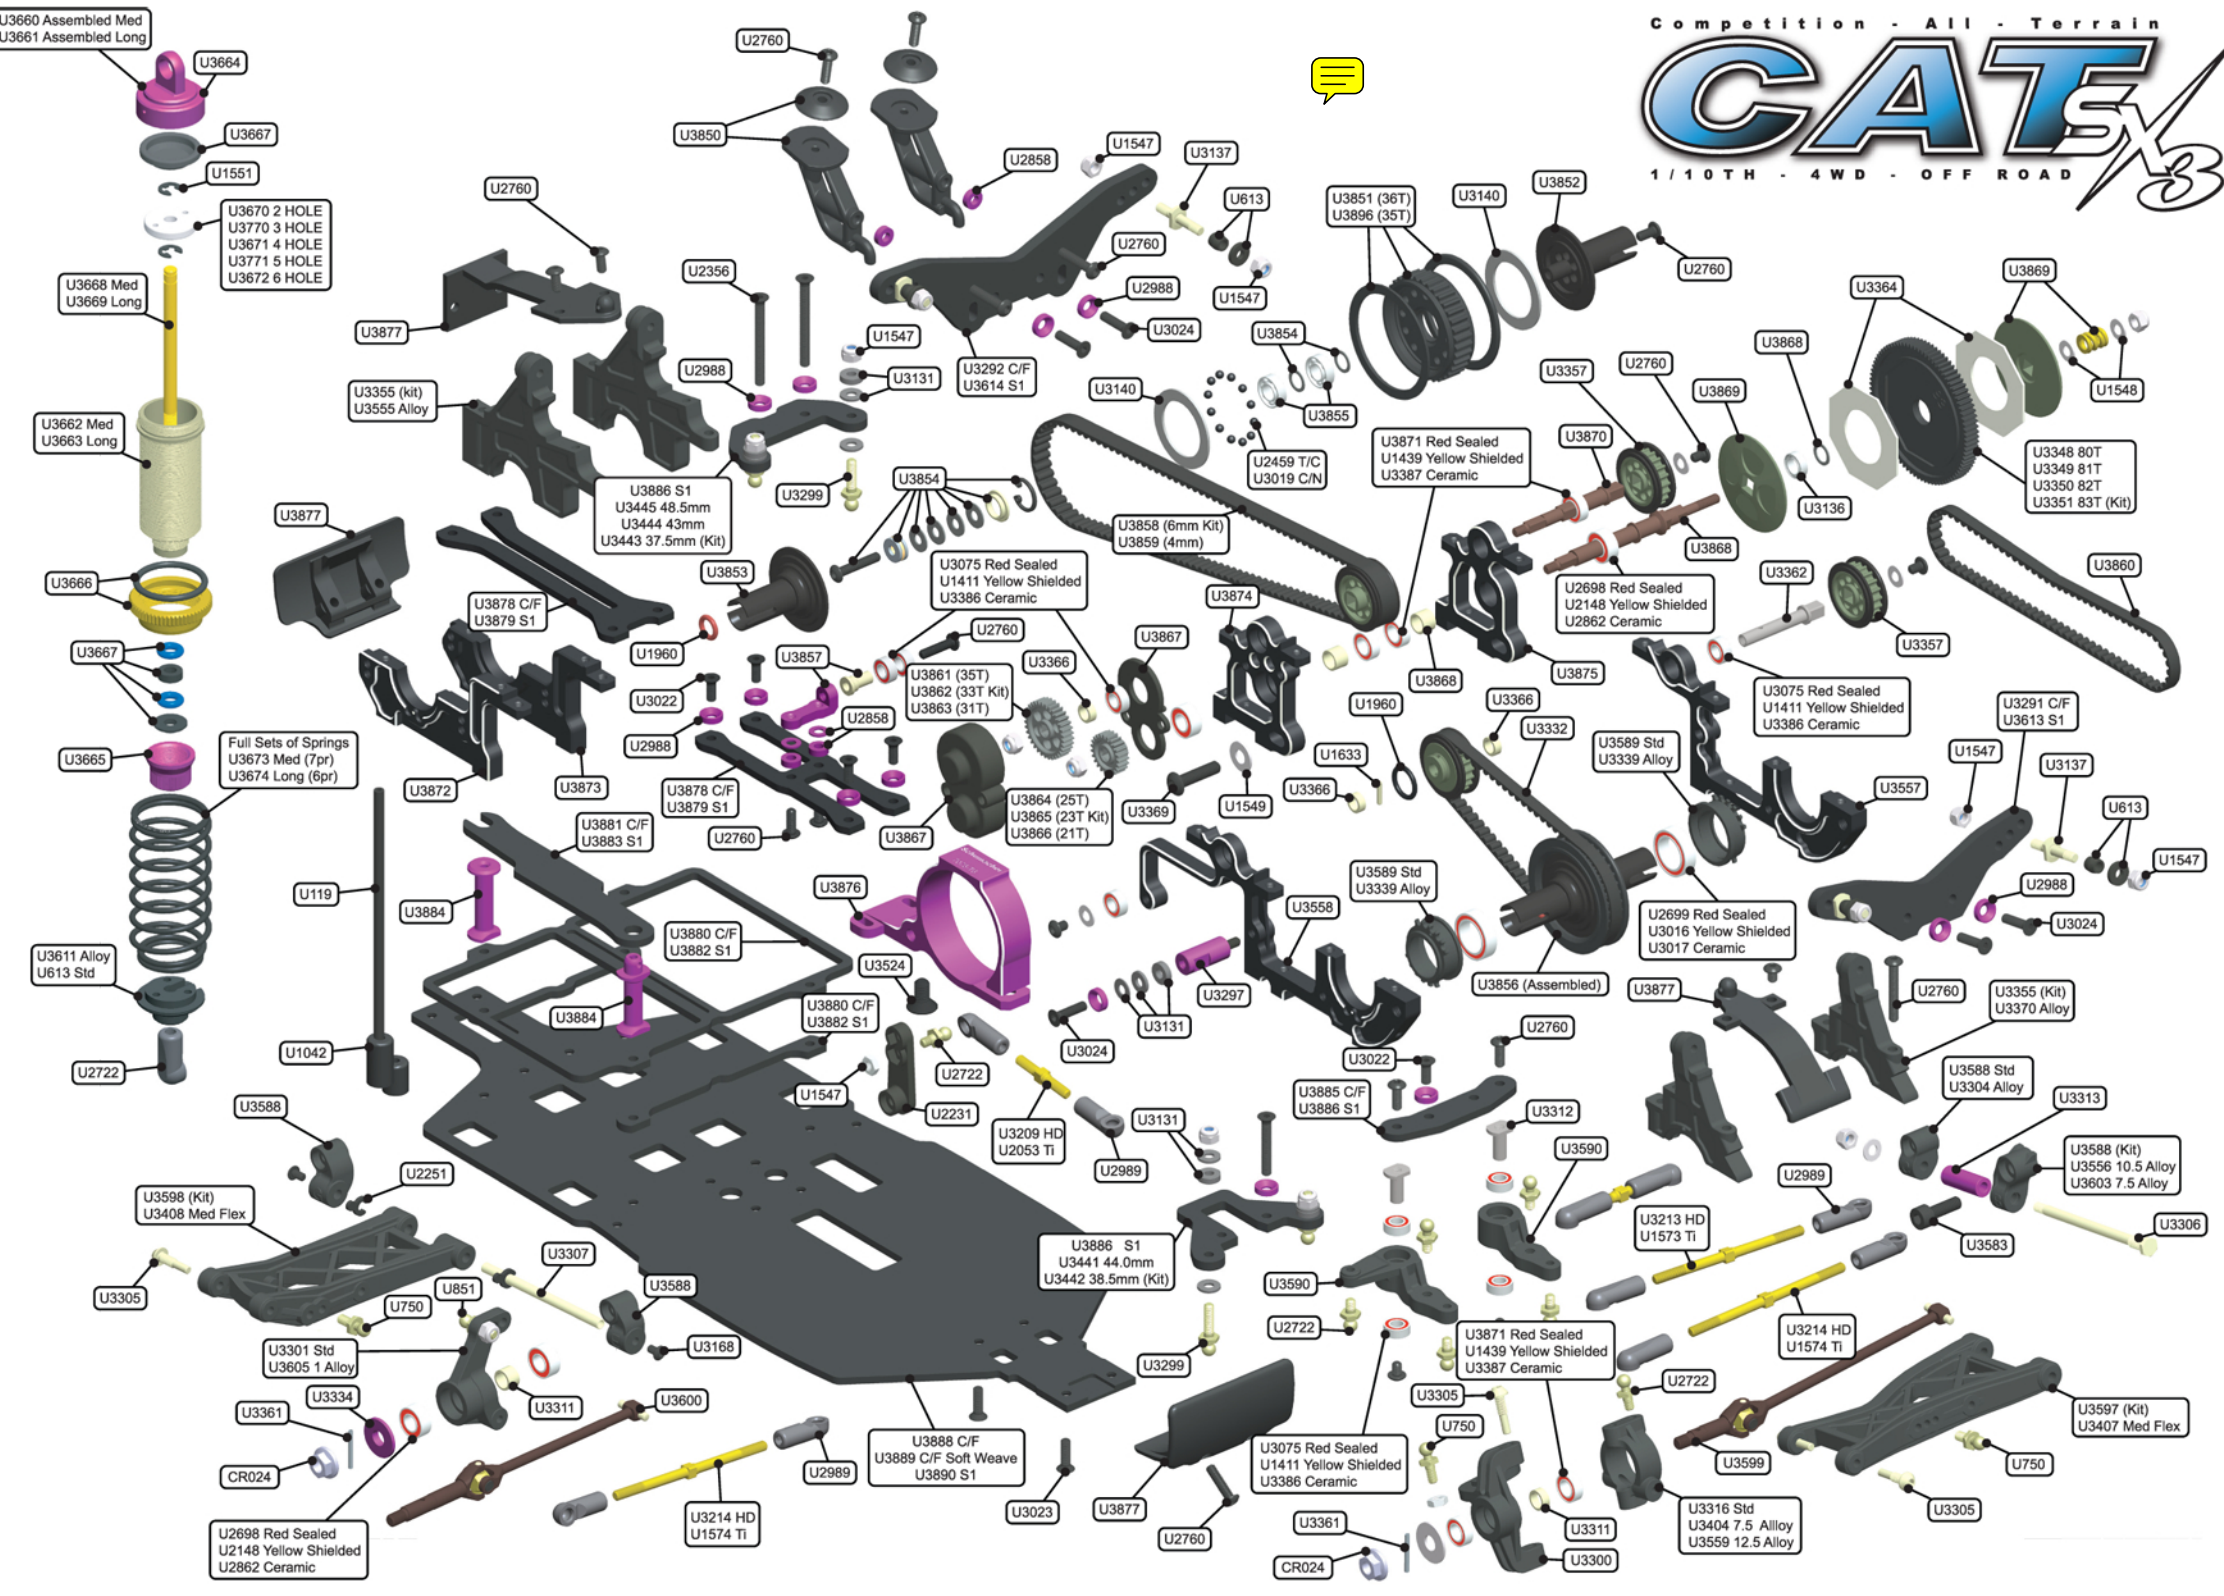 Competition - All - Terrain
CAT SX3
1/10TH - 4WD - OFF ROAD
U3660 Assembled Med
U3661 Assembled Long
U3664
U3667
U1551
U3670 2 HOLE
U3770 3 HOLE
U3671 4 HOLE
U3771 5 HOLE
U3672 6 HOLE
U3668 Med
U3669 Long
U3662 Med
U3663 Long
U3666
U3667
U3665
Full Sets of Springs
U3673 Med (7pr)
U3674 Long (6pr)
U3611 Alloy
U613 Std
U2722
U119
U1042
U2760
U3850
U2858
U1547
U3137
U613
U2760
U2988
U1547
U3024
U3292 C/F
U3614 S1
U2760
U3877
U2356
U3355 (kit)
U3555 Alloy
U2988
U1547
U3131
U3299
U3886 S1
U3445 48.5mm
U3444 43mm
U3443 37.5mm (Kit)
U3877
U3878 C/F
U3879 S1
U3853
U3854
U1960
U3851 (36T)
U3896 (35T)
U3140
U3852
U2760
U3854
U3855
U3140
U2459 T/C
U3019 C/N
U3858 (6mm Kit)
U3859 (4mm)
U3871 Red Sealed
U1439 Yellow Shielded
U3387 Ceramic
U3357
U3870
U2760
U3869
U3868
U3364
U3869
U1548
U3136
U3348 80T
U3349 81T
U3350 82T
U3351 83T (Kit)
U3868
U2698 Red Sealed
U2148 Yellow Shielded
U2862 Ceramic
U3362
U3357
U3860
U3075 Red Sealed
U1411 Yellow Shielded
U3386 Ceramic
U2760
U3857
U3022
U2988
U2858
U3872
U3873
U3878 C/F
U3879 S1
U2760
U3861 (35T)
U3862 (33T Kit)
U3863 (31T)
U3366
U3867
U3874
U3868
U3875
U3867
U3864 (25T)
U3865 (23T Kit)
U3866 (21T)
U3369
U1549
U1960
U1633
U3366
U3366
U3332
U3589 Std
U3339 Alloy
U3075 Red Sealed
U1411 Yellow Shielded
U3386 Ceramic
U3557
U3291 C/F
U3613 S1
U1547
U3137
U613
U1547
U2988
U3024
U3881 C/F
U3883 S1
U3884
U3884
U3880 C/F
U3882 S1
U3880 C/F
U3882 S1
U3876
U3524
U3558
U3297
U3131
U3024
U3589 Std
U3339 Alloy
U2699 Red Sealed
U3016 Yellow Shielded
U3017 Ceramic
U3856 (Assembled)
U3877
U2760
U3355 (Kit)
U3370 Alloy
U2722
U1547
U2231
U3209 HD
U2053 Ti
U2989
U3131
U3022
U2760
U3885 C/F
U3886 S1
U3312
U3590
U3588 Std
U3304 Alloy
U3313
U3588 (Kit)
U3556 10.5 Alloy
U3603 7.5 Alloy
U2989
U3306
U3583
U3213 HD
U1573 Ti
U3214 HD
U1574 Ti
U3886 S1
U3441 44.0mm
U3442 38.5mm (Kit)
U3299
U3590
U2722
U3588
U2251
U3598 (Kit)
U3408 Med Flex
U3305
U3307
U750
U851
U3588
U3168
U3301 Std
U3605 1 Alloy
U3334
U3361
U3311
CR024
U3600
U2698 Red Sealed
U2148 Yellow Shielded
U2862 Ceramic
U3214 HD
U1574 Ti
U2989
U3888 C/F
U3889 C/F Soft Weave
U3890 S1
U3023
U3877
U2760
U3871 Red Sealed
U1439 Yellow Shielded
U3387 Ceramic
U3305
U750
U3075 Red Sealed
U1411 Yellow Shielded
U3386 Ceramic
U3361
CR024
U3311
U3300
U2722
U3599
U3316 Std
U3404 7.5 Allloy
U3559 12.5 Alloy
U3597 (Kit)
U3407 Med Flex
U750
U3305